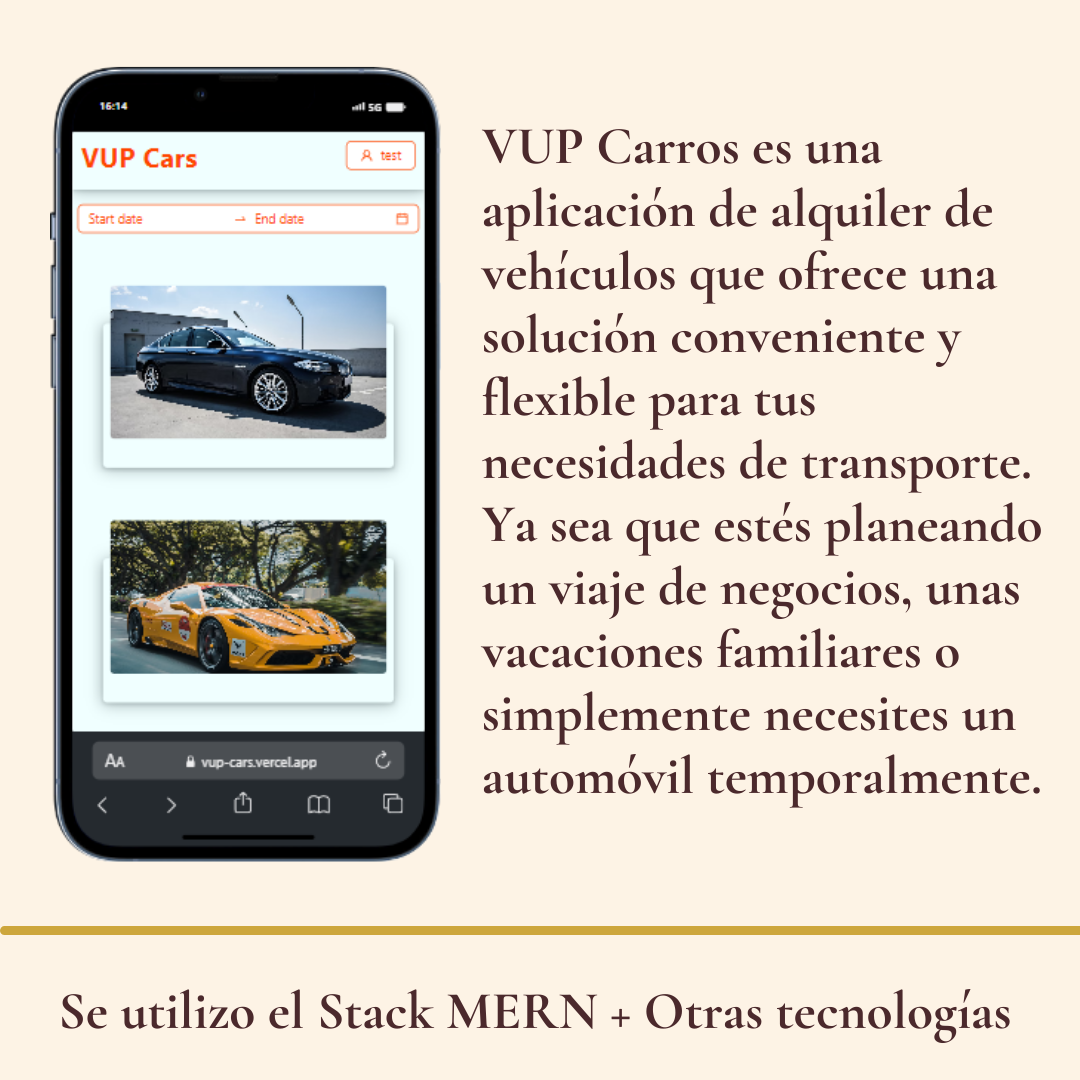 16:14
5G
VUP Cars
test
Start date → End date
AA
vup-cars.vercel.app
VUP Carros es una
aplicación de alquiler de
vehículos que ofrece una
solución conveniente y
flexible para tus
necesidades de transporte.
Ya sea que estés planeando
un viaje de negocios, unas
vacaciones familiares o
simplemente necesites un
automóvil temporalmente.
Se utilizo el Stack MERN + Otras tecnologías